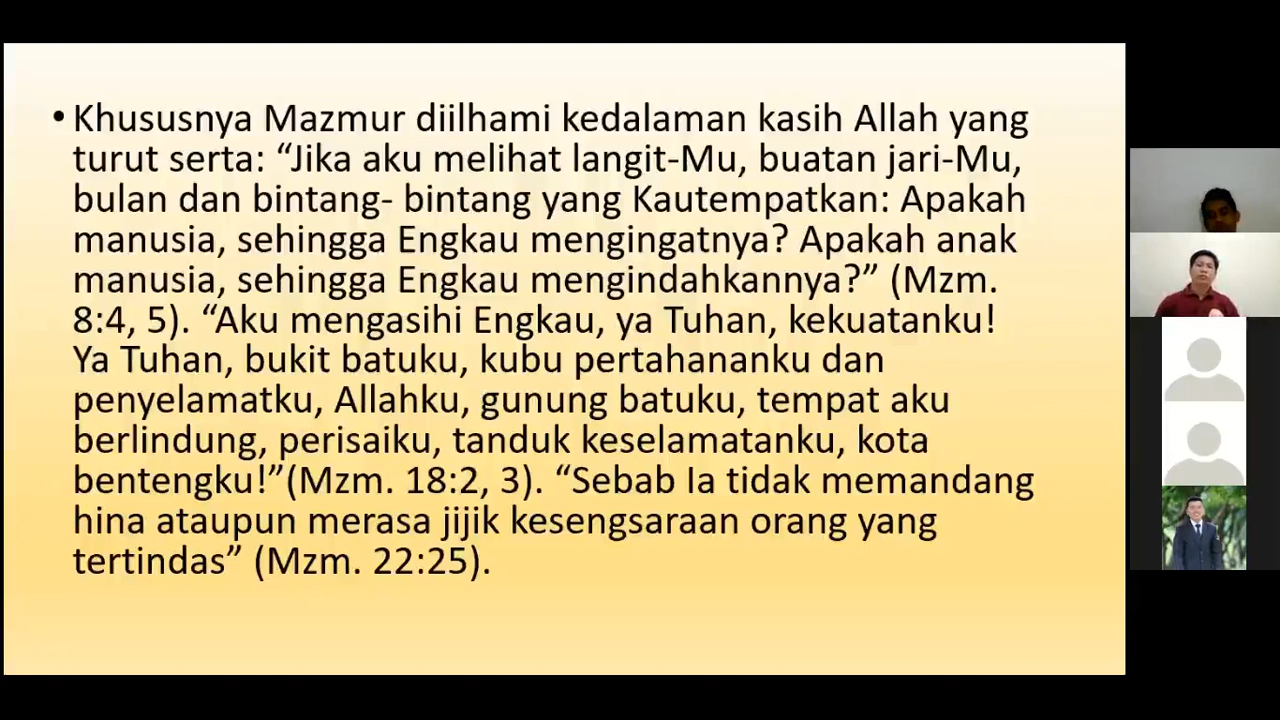 • Khususnya Mazmur diilhami kedalaman kasih Allah yang
turut serta: “Jika aku melihat langit-Mu, buatan jari-Mu,
bulan dan bintang- bintang yang Kautempatkan: Apakah
manusia, sehingga Engkau mengingatnya? Apakah anak
manusia, sehingga Engkau mengindahkannya?” (Mzm.
8:4, 5). “Aku mengasihi Engkau, ya Tuhan, kekuatanku!
Ya Tuhan, bukit batuku, kubu pertahananku dan
penyelamatku, Allahku, gunung batuku, tempat aku
berlindung, perisaiku, tanduk keselamatanku, kota
bentengku!”(Mzm. 18:2, 3). “Sebab Ia tidak memandang
hina ataupun merasa jijik kesengsaraan orang yang
tertindas” (Mzm. 22:25).